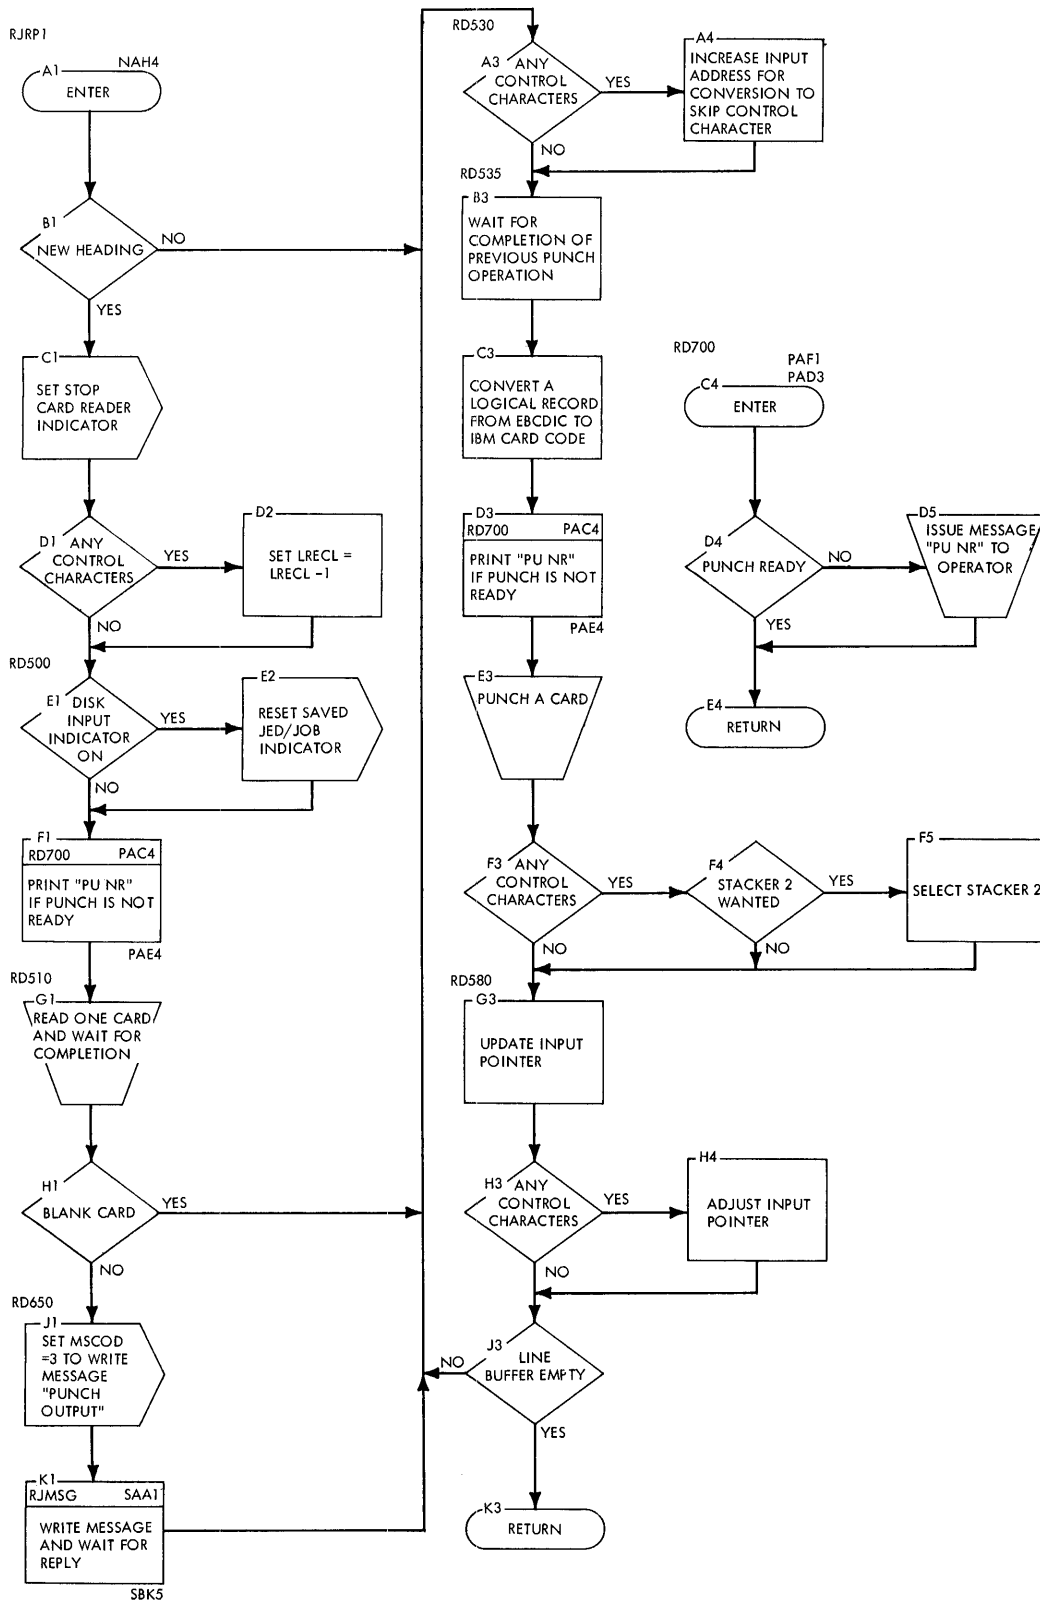 RJRP1
A1
NAH4
ENTER
B1
NEW HEADING
NO
YES
C1
SET STOP
CARD READER
INDICATOR
D1
ANY
CONTROL
CHARACTERS
YES
NO
D2
SET LRECL =
LRECL -1
RD500
E1
DISK
INPUT
INDICATOR
ON
YES
NO
E2
RESET SAVED
JED/JOB
INDICATOR
F1
RD700 PAC4
PRINT "PU NR"
IF PUNCH IS NOT
READY
PAE4
RD510
G1
READ ONE CARD
AND WAIT FOR
COMPLETION
H1
BLANK CARD
YES
NO
RD650
J1
SET MSCOD
=3 TO WRITE
MESSAGE
"PUNCH
OUTPUT"
K1
RJMSG SAA1
WRITE MESSAGE
AND WAIT FOR
REPLY
SBK5
RD530
A3
ANY
CONTROL
CHARACTERS
YES
NO
A4
INCREASE INPUT
ADDRESS FOR
CONVERSION TO
SKIP CONTROL
CHARACTER
RD535
B3
WAIT FOR
COMPLETION OF
PREVIOUS PUNCH
OPERATION
C3
CONVERT A
LOGICAL RECORD
FROM EBCDIC TO
IBM CARD CODE
D3
RD700 PAC4
PRINT "PU NR"
IF PUNCH IS NOT
READY
PAE4
E3
PUNCH A CARD
F3
ANY
CONTROL
CHARACTERS
YES
NO
F4
STACKER 2
WANTED
YES
NO
F5
SELECT STACKER 2
RD580
G3
UPDATE INPUT
POINTER
H3
ANY
CONTROL
CHARACTERS
YES
NO
H4
ADJUST INPUT
POINTER
J3
LINE
BUFFER EMPTY
NO
YES
K3
RETURN
RD700
PAF1
PAD3
C4
ENTER
D4
PUNCH READY
NO
YES
D5
ISSUE MESSAGE
"PU NR" TO
OPERATOR
E4
RETURN